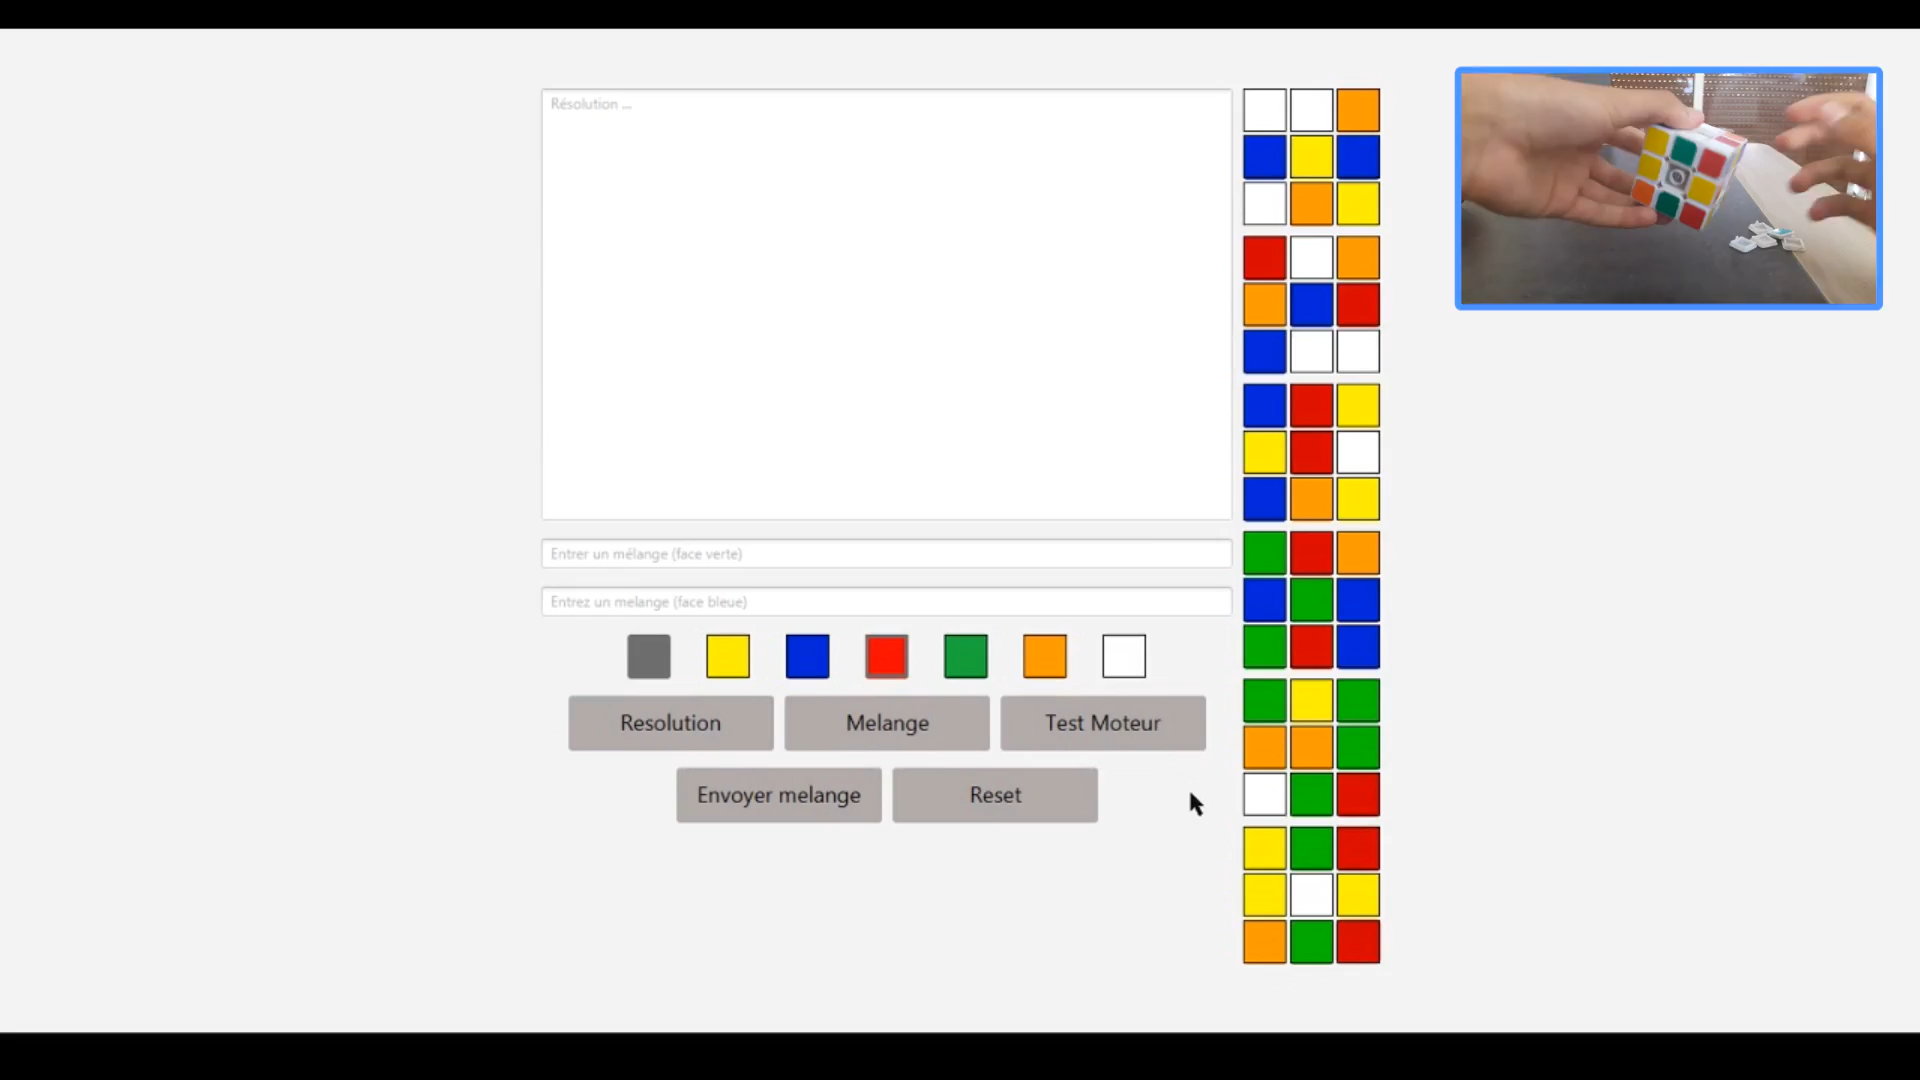 Résolution ...
Entrer un mélange (face verte)
Entrez un melange (face bleue)
Resolution
Melange
Test Moteur
Envoyer melange
Reset